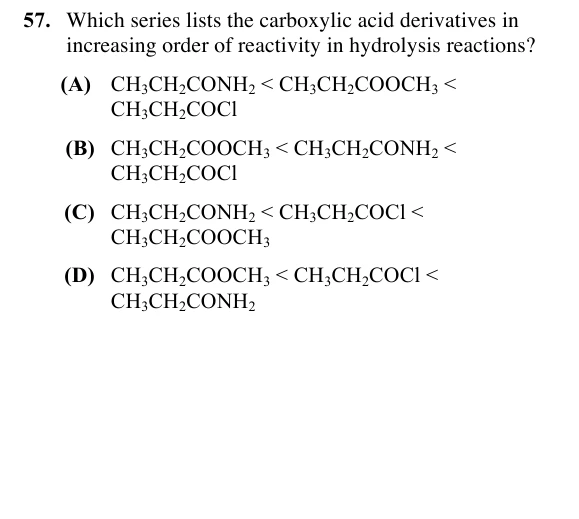 57. Which series lists the carboxylic acid derivatives in
increasing order of reactivity in hydrolysis reactions?
(A) CH₃CH₂CONH₂ < CH₃CH₂COOCH₃ <
CH₃CH₂COCl
(B) CH₃CH₂COOCH₃ < CH₃CH₂CONH₂ <
CH₃CH₂COCl
(C) CH₃CH₂CONH₂ < CH₃CH₂COCl <
CH₃CH₂COOCH₃
(D) CH₃CH₂COOCH₃ < CH₃CH₂COCl <
CH₃CH₂CONH₂